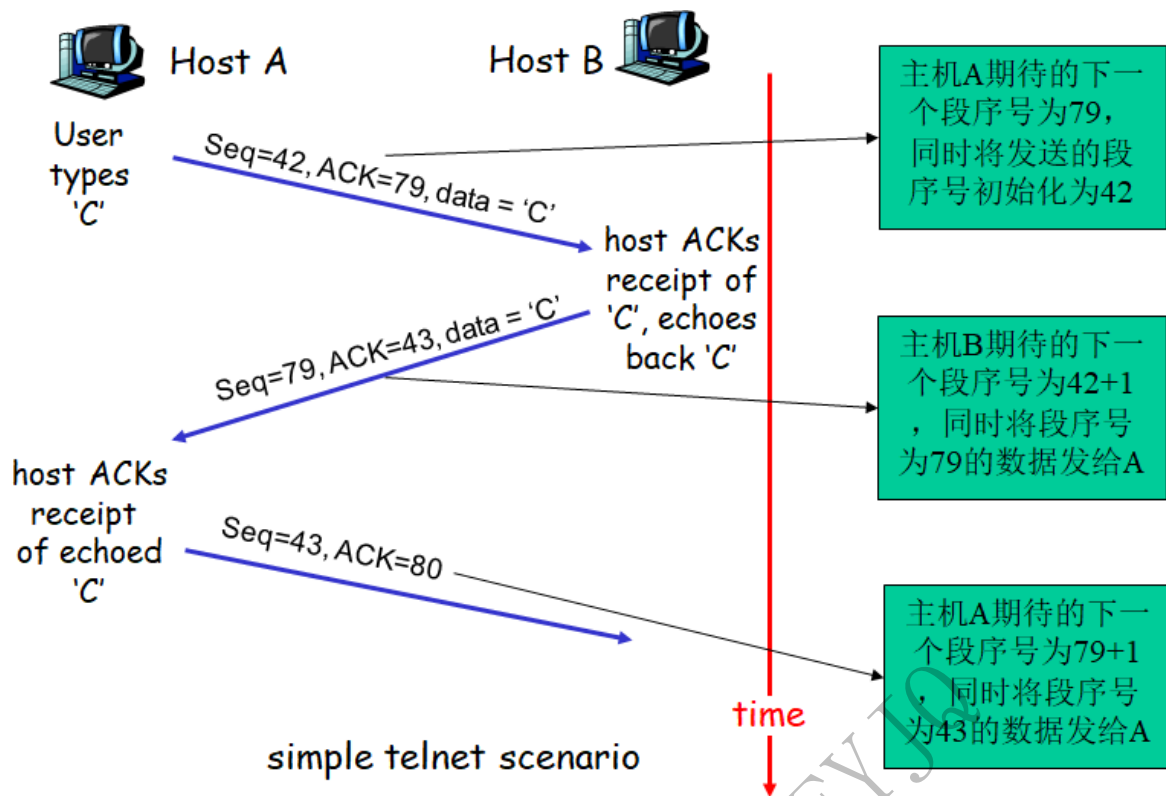 Host A
Host B
User
types
‘C’
Seq=42, ACK=79, data = ‘C’
主机A期待的下一
个段序号为79，
同时将发送的段
序号初始化为42
host ACKs
receipt of
‘C’, echoes
back ‘C’
Seq=79, ACK=43, data = ‘C’
主机B期待的下一
个段序号为42+1
，同时将段序号
为79的数据发给A
host ACKs
receipt
of echoed
‘C’
Seq=43, ACK=80
主机A期待的下一
个段序号为79+1
，同时将段序号
为43的数据发给A
time
simple telnet scenario